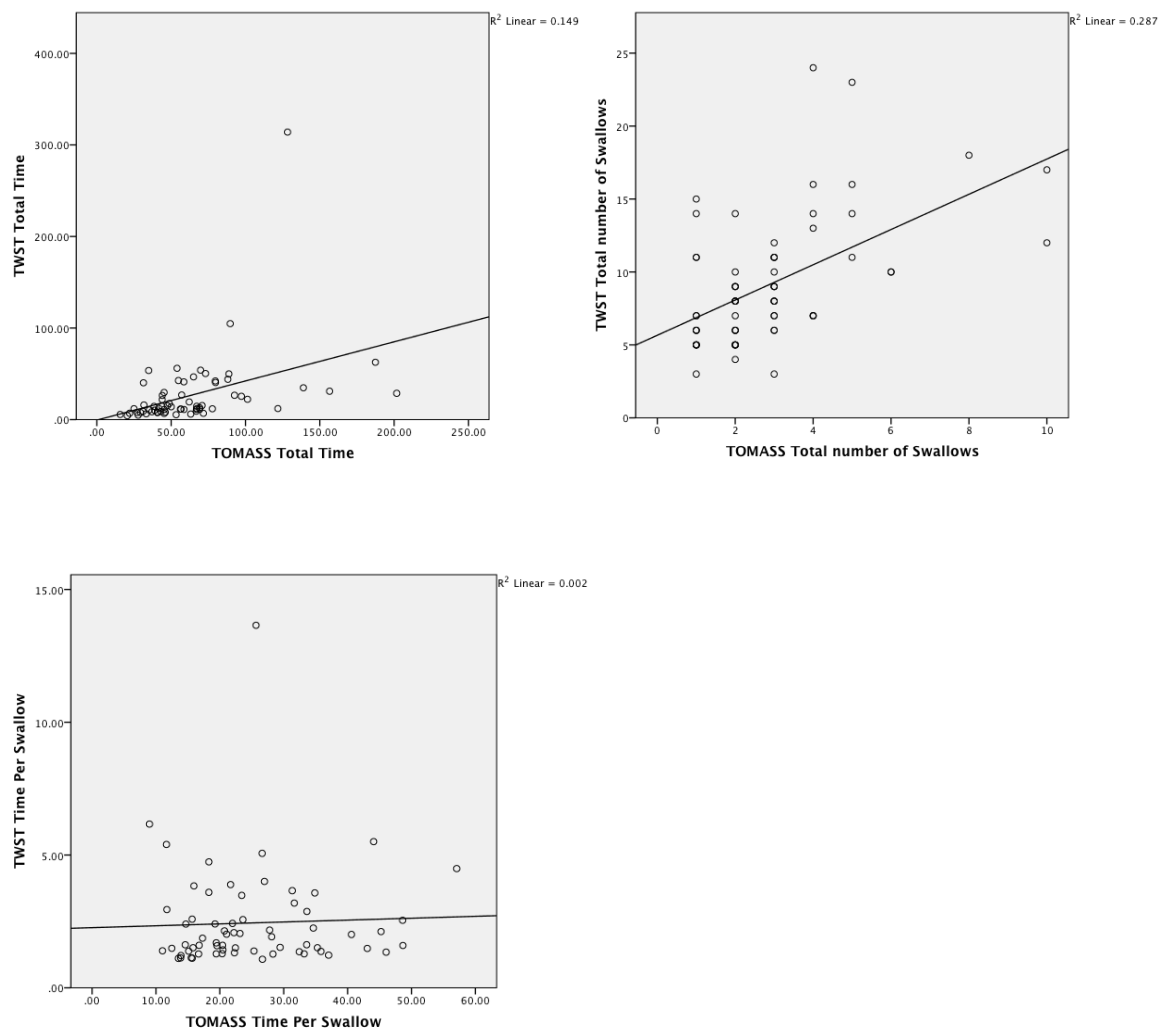 R² Linear = 0.149
400.00
300.00
200.00
100.00
.00
TWST Total Time
.00 50.00 100.00 150.00 200.00 250.00
TOMASS Total Time
R² Linear = 0.287
25
20
15
10
5
0
TWST Total number of Swallows
0 2 4 6 8 10
TOMASS Total number of Swallows
R² Linear = 0.002
15.00
10.00
5.00
.00
TWST Time Per Swallow
.00 10.00 20.00 30.00 40.00 50.00 60.00
TOMASS Time Per Swallow